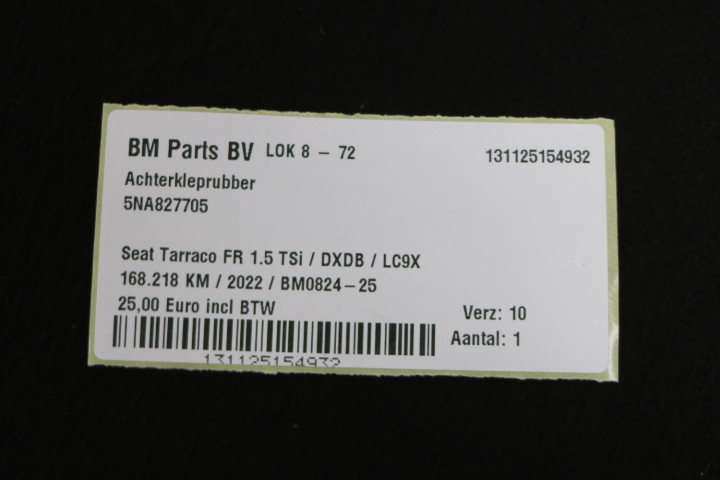 BM Parts BV LOK 8 - 72 131125154932
Achterkleprubber
5NA827705
Seat Tarraco FR 1.5 TSi / DXDB / LC9X
168.218 KM / 2022 / BM0824-25
25,00 Euro incl BTW
Verz: 10
Aantal: 1
131125154932